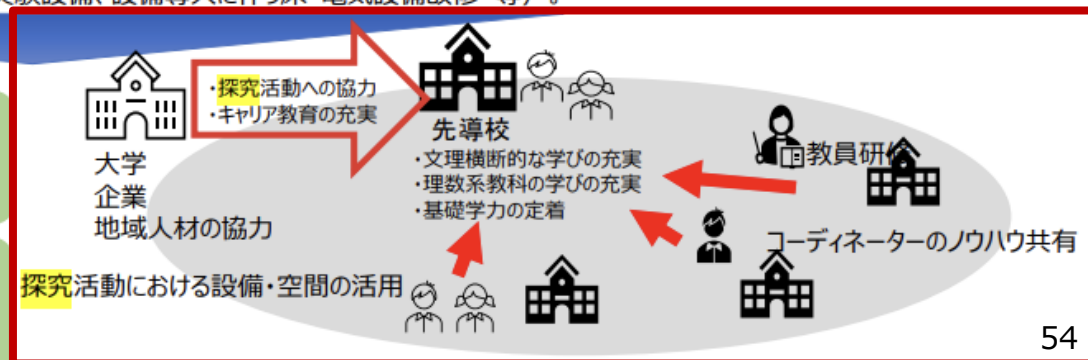 ・探究活動への協力
・キャリア教育の充実
大学
企業
地域人材の協力
先導校
・文理横断的な学びの充実
・理数系教科の学びの充実
・基礎学力の定着
教員研修
コーディネーターのノウハウ共有
探究活動における設備・空間の活用
54